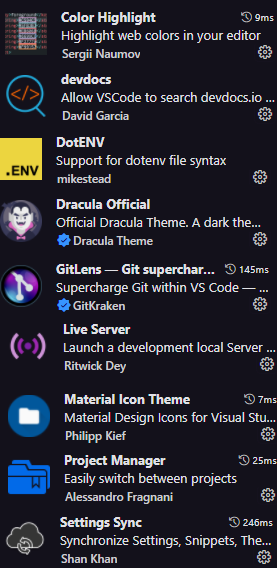 Color Highlight 9ms
Highlight web colors in your editor
Sergii Naumov
devdocs
Allow VSCode to search devdocs.io ...
David Garcia
DotENV
.ENV
Support for dotenv file syntax
mikestead
Dracula Official
Official Dracula Theme. A dark the...
Dracula Theme
GitLens — Git superchar... 145ms
Supercharge Git within VS Code — ...
GitKraken
Live Server
Launch a development local Server ...
Ritwick Dey
Material Icon Theme 7ms
Material Design Icons for Visual Stu...
Philipp Kief
Project Manager 25ms
Easily switch between projects
Alessandro Fragnani
Settings Sync 246ms
Synchronize Settings, Snippets, The...
Shan Khan